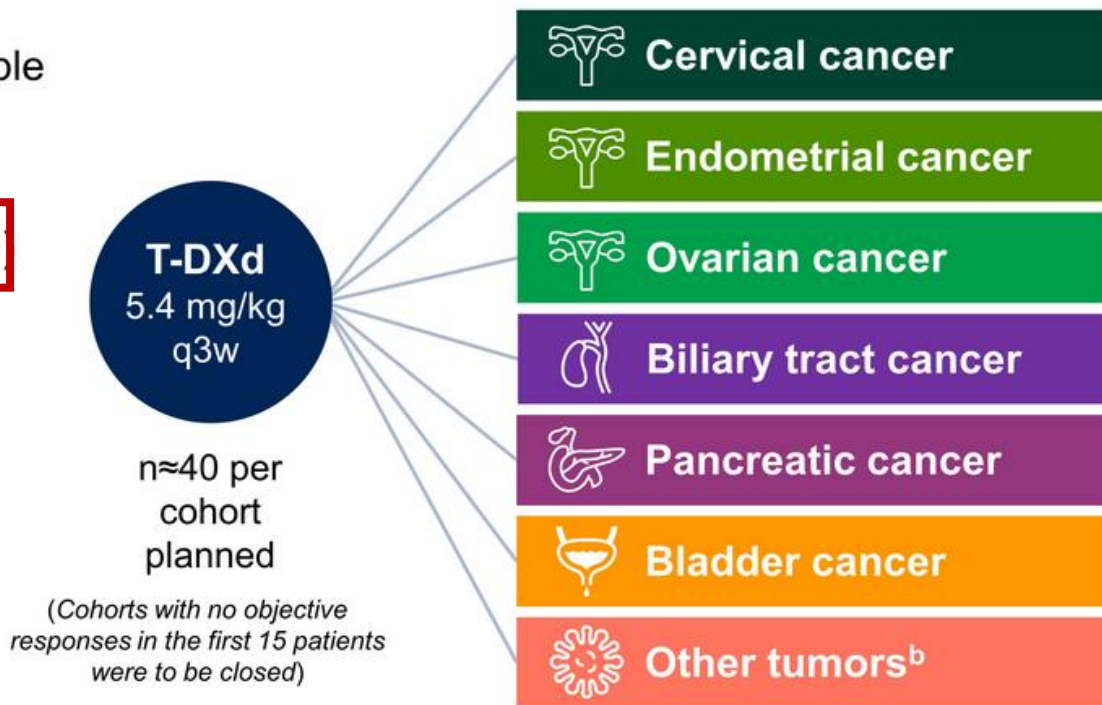 T-DXd
5.4 mg/kg
q3w
n≈40 per
cohort
planned
(Cohorts with no objective
responses in the first 15 patients
were to be closed)
Cervical cancer
Endometrial cancer
Ovarian cancer
Biliary tract cancer
Pancreatic cancer
Bladder cancer
Other tumorsᵇ